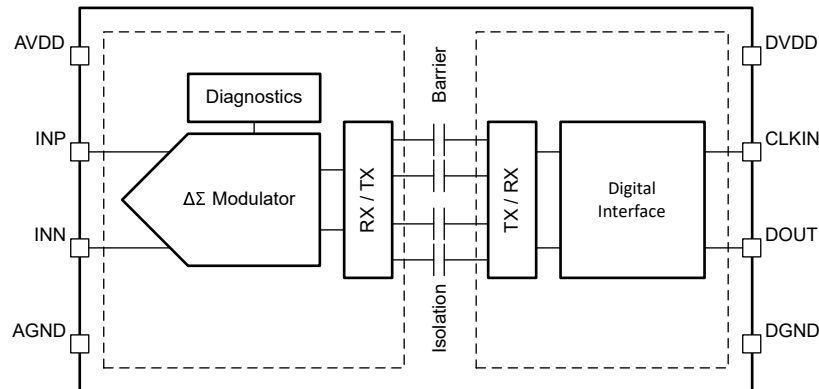 AVDD
DVDD
Diagnostics
Barrier
INP
CLKIN
ΔΣ Modulator
RX / TX
TX / RX
Digital
Interface
INN
DOUT
AGND
Isolation
DGND